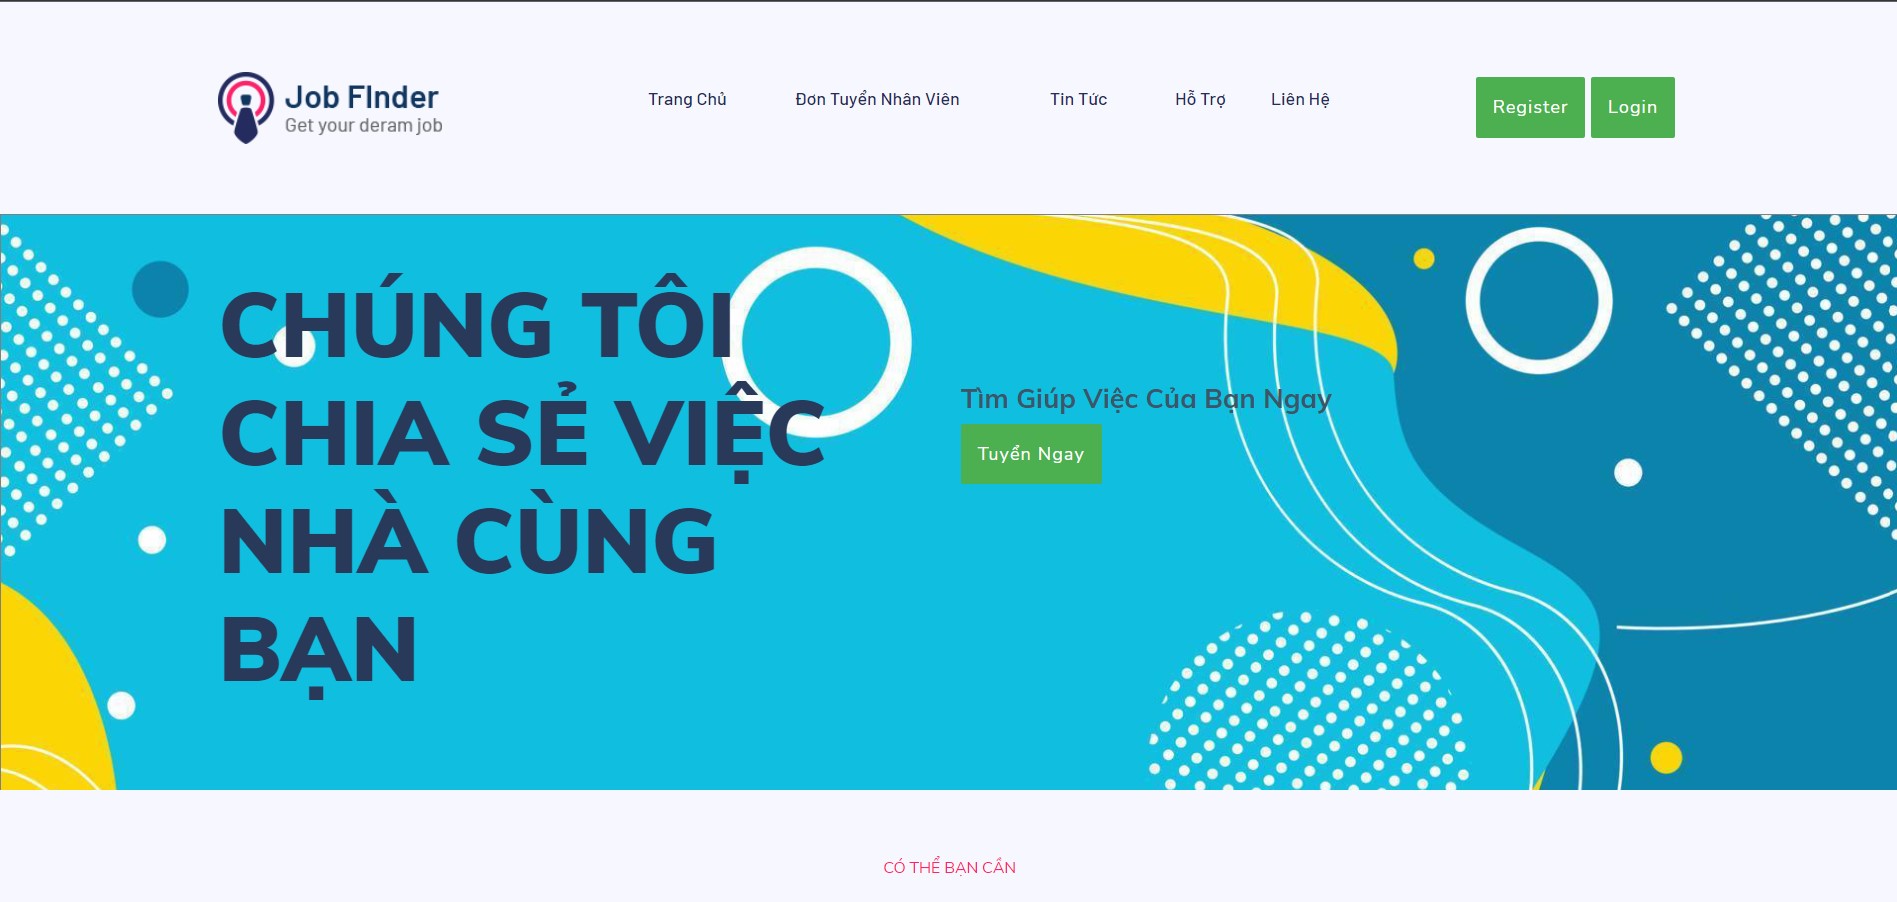 Job FInder
Get your deram job
Trang Chủ
Đơn Tuyển Nhân Viên
Tin Tức
Hỗ Trợ
Liên Hệ
Register
Login
CHÚNG TÔI
CHIA SẺ VIỆC
NHÀ CÙNG
BẠN
Tìm Giúp Việc Của Bạn Ngay
Tuyển Ngay
CÓ THỂ BẠN CẦN